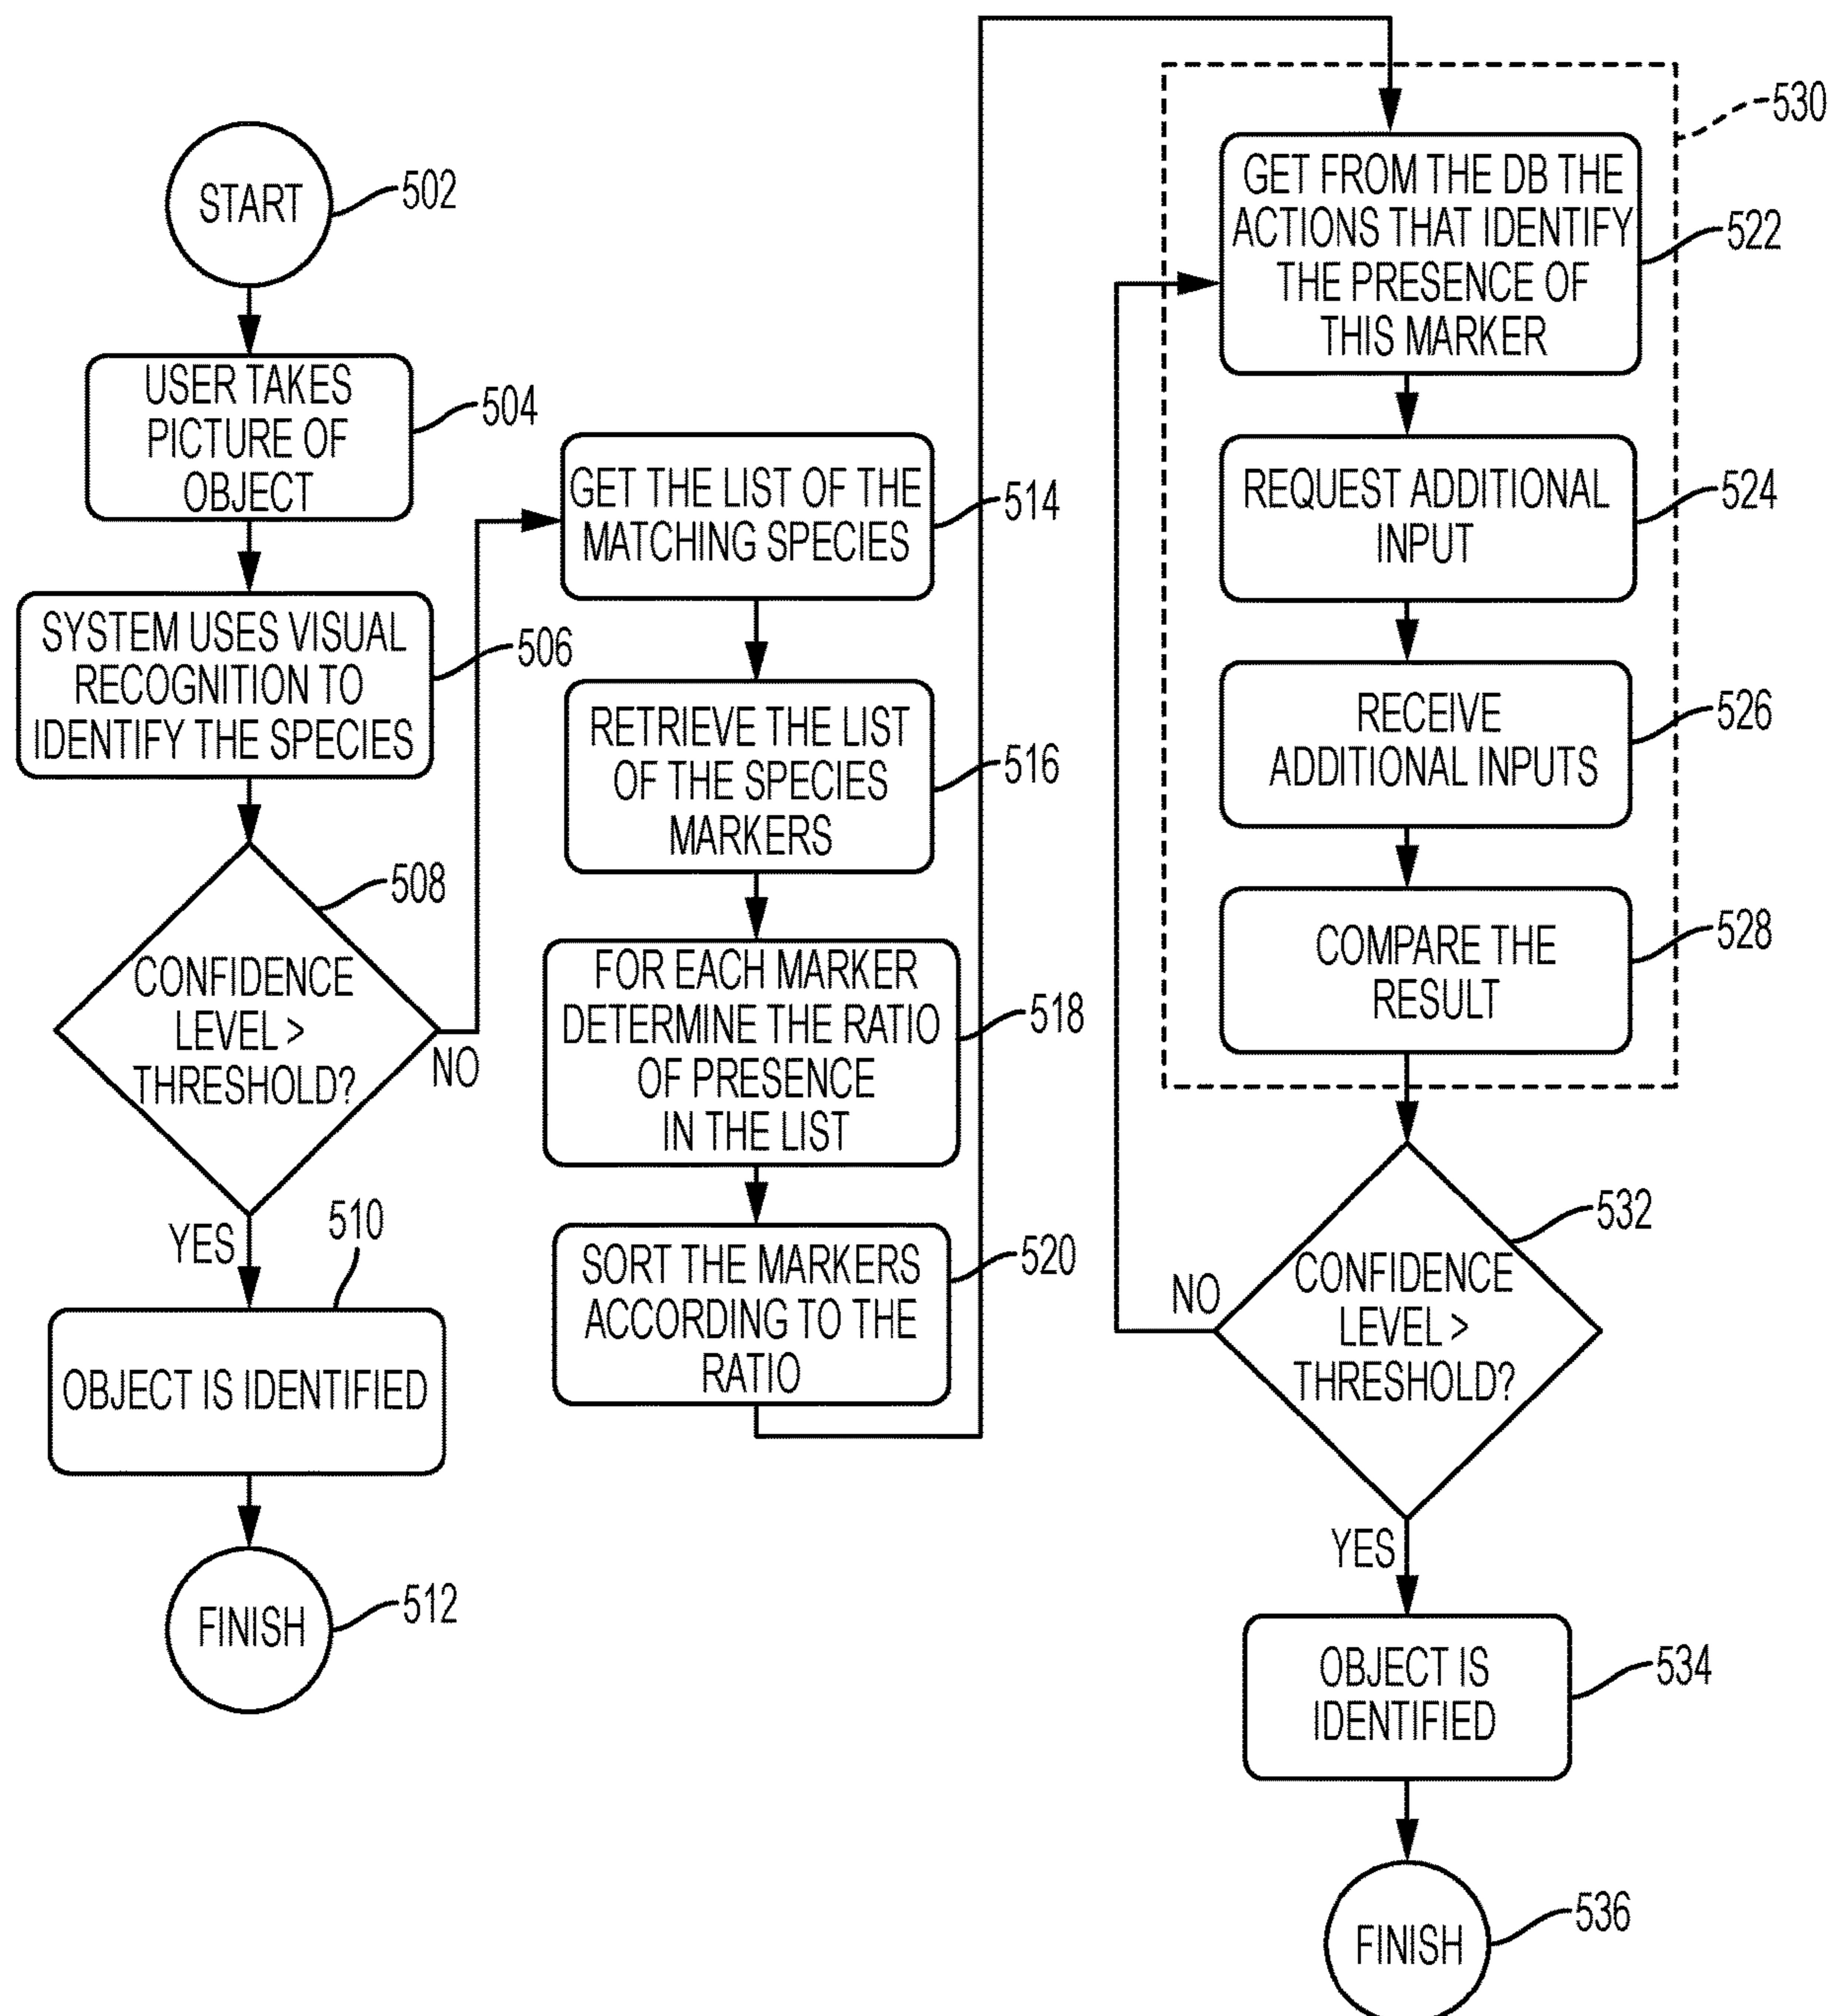 START
502
USER TAKES
PICTURE OF
OBJECT
504
SYSTEM USES VISUAL
RECOGNITION TO
IDENTIFY THE SPECIES
506
CONFIDENCE
LEVEL >
THRESHOLD?
508
NO
YES
510
OBJECT IS IDENTIFIED
FINISH
512
GET THE LIST OF THE
MATCHING SPECIES
514
RETRIEVE THE LIST
OF THE SPECIES
MARKERS
516
FOR EACH MARKER
DETERMINE THE RATIO
OF PRESENCE
IN THE LIST
518
SORT THE MARKERS
ACCORDING TO THE
RATIO
520
530
GET FROM THE DB THE
ACTIONS THAT IDENTIFY
THE PRESENCE OF
THIS MARKER
522
REQUEST ADDITIONAL
INPUT
524
RECEIVE
ADDITIONAL INPUTS
526
COMPARE THE
RESULT
528
CONFIDENCE
LEVEL >
THRESHOLD?
532
NO
YES
OBJECT IS
IDENTIFIED
534
FINISH
536